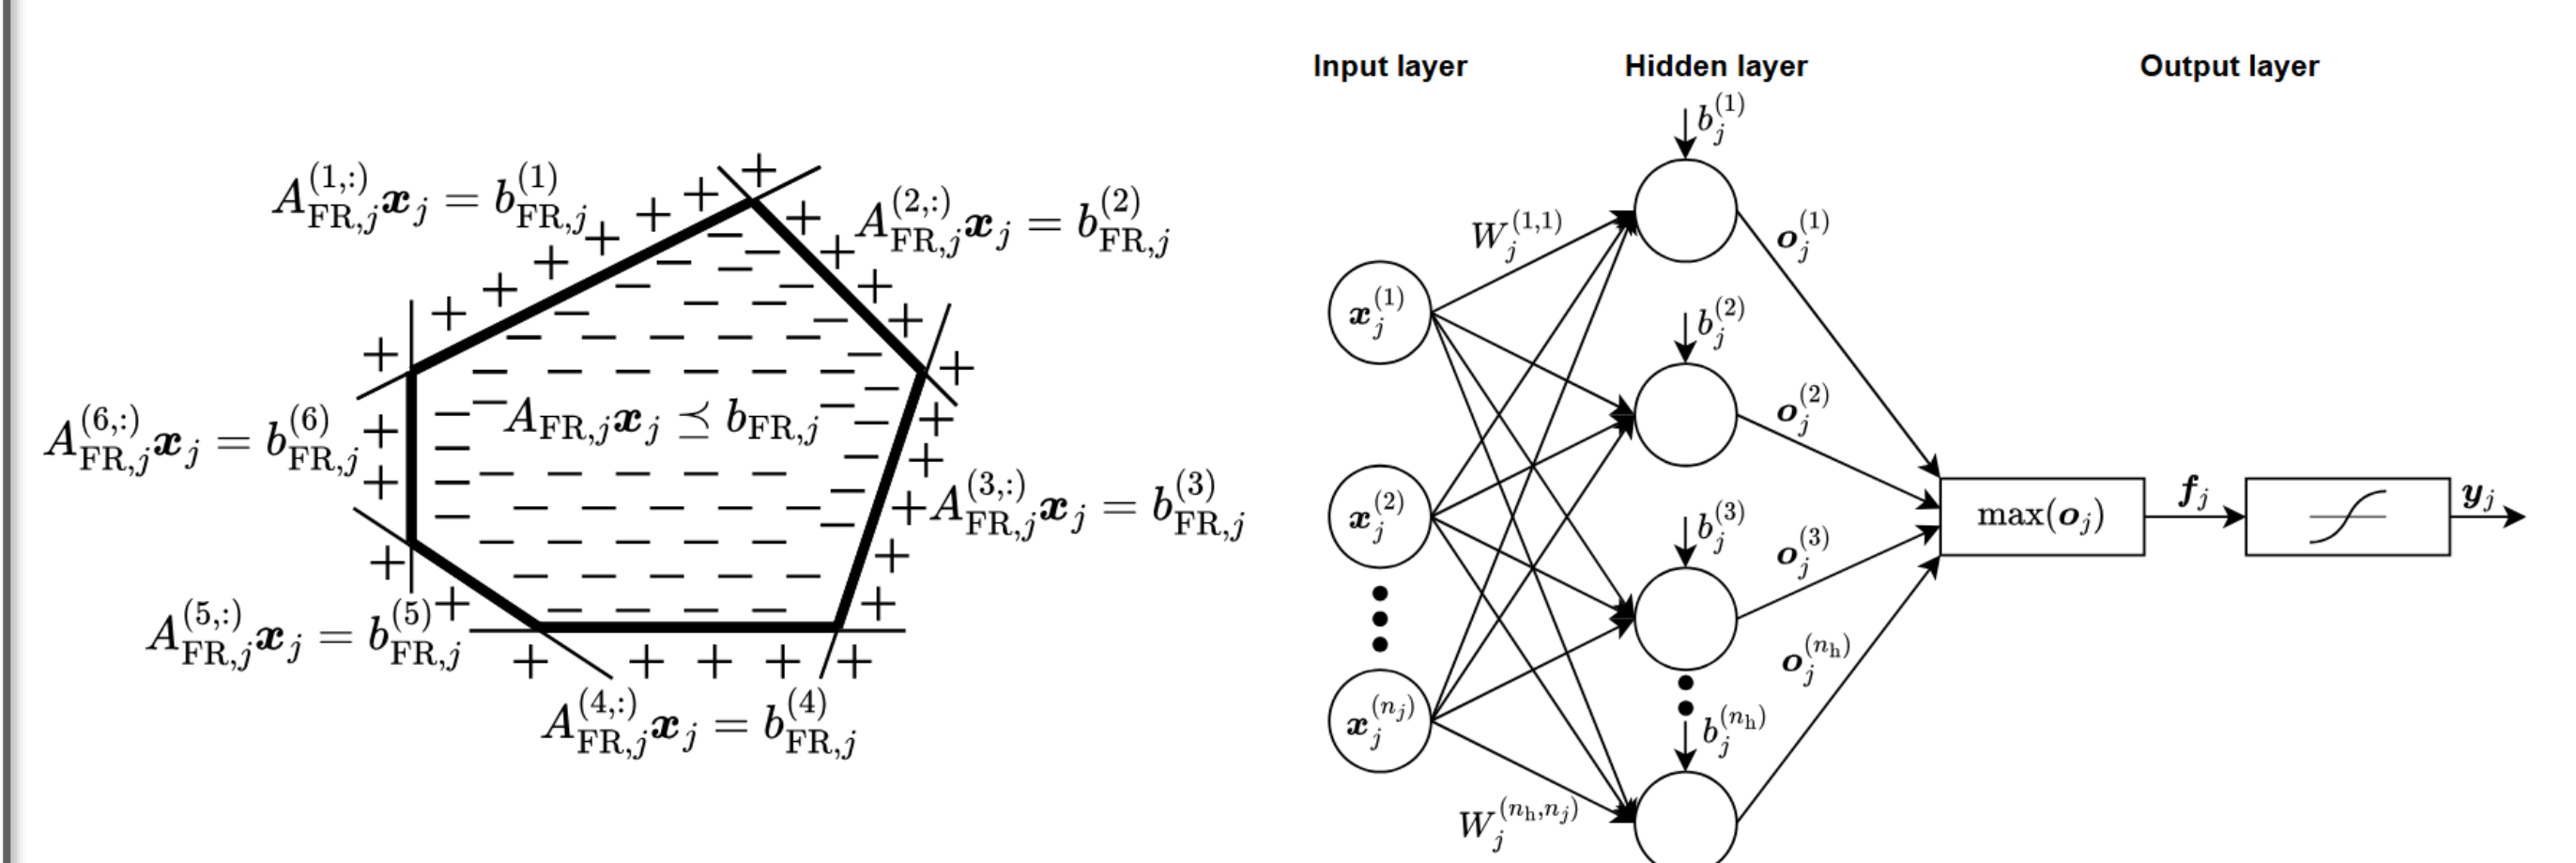 Input layer
Hidden layer
Output layer
A_{FR,j}^{(1,:)} x_j = b_{FR,j}^{(1)}
A_{FR,j}^{(2,:)} x_j = b_{FR,j}^{(2)}
A_{FR,j} x_j ⪯ b_{FR,j}
A_{FR,j}^{(6,:)} x_j = b_{FR,j}^{(6)}
A_{FR,j}^{(3,:)} x_j = b_{FR,j}^{(3)}
A_{FR,j}^{(5,:)} x_j = b_{FR,j}^{(5)}
A_{FR,j}^{(4,:)} x_j = b_{FR,j}^{(4)}
x_j^{(1)}
x_j^{(2)}
x_j^{(n_j)}
W_j^{(1,1)}
W_j^{(n_h,n_j)}
b_j^{(1)}
b_j^{(2)}
b_j^{(3)}
b_j^{(n_h)}
o_j^{(1)}
o_j^{(2)}
o_j^{(3)}
o_j^{(n_h)}
max(o_j)
f_j
y_j